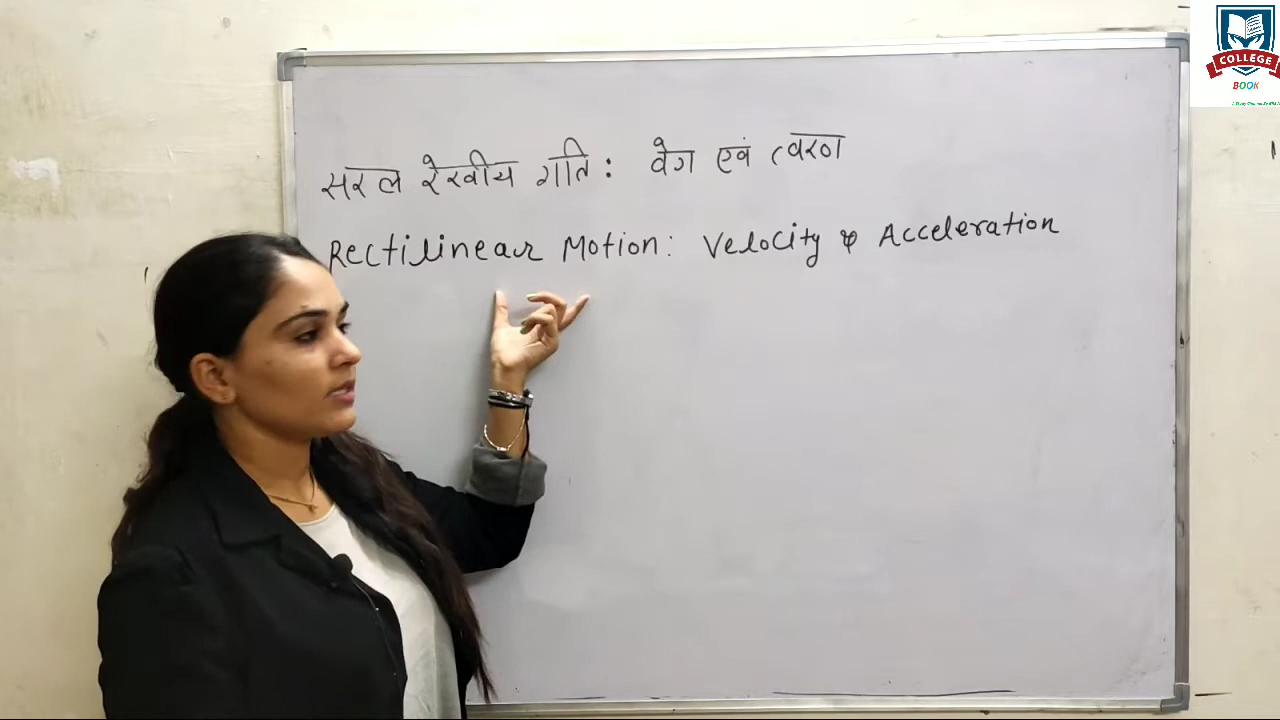 सरल रेखीय गति: वेग एवं त्वरण
Rectilinear Motion: Velocity & Acceleration
COLLEGE
BOOK